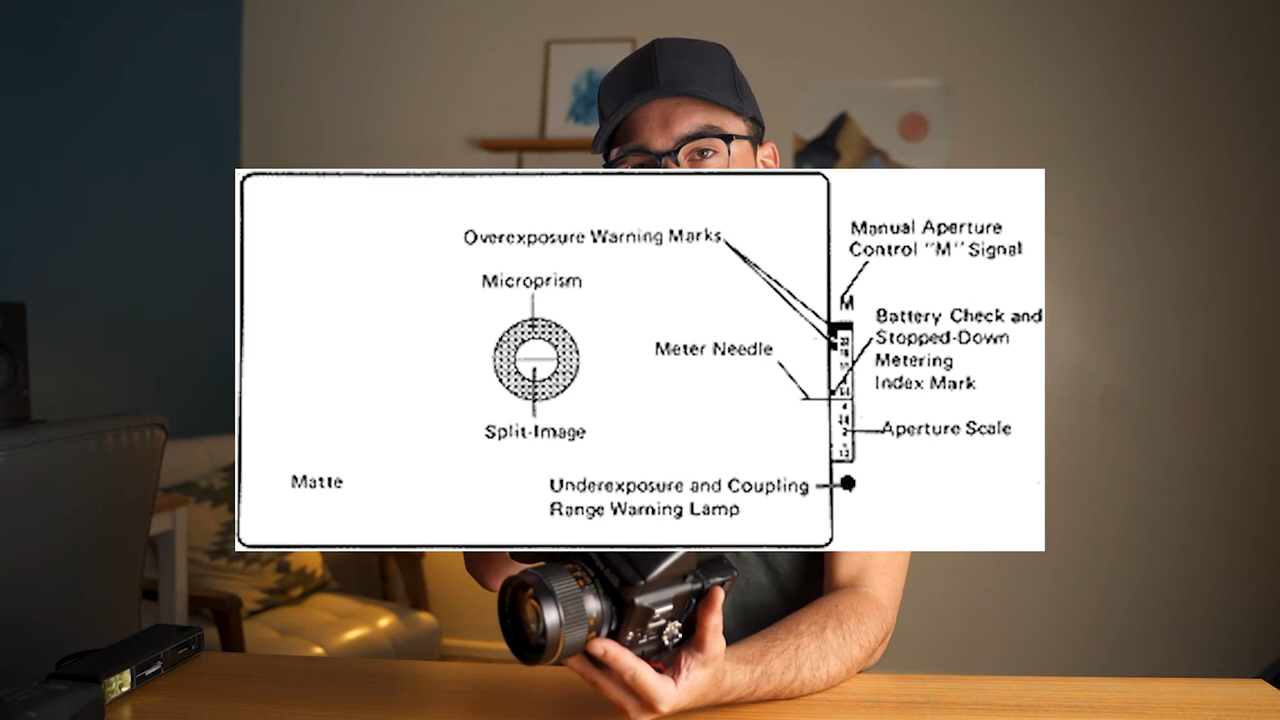 Overexposure Warning Marks
Microprism
Meter Needle
Split-Image
Matte
Underexposure and Coupling
Range Warning Lamp
Manual Aperture
Control "M" Signal
M
Battery Check and
Stopped-Down
Metering
Index Mark
Aperture Scale